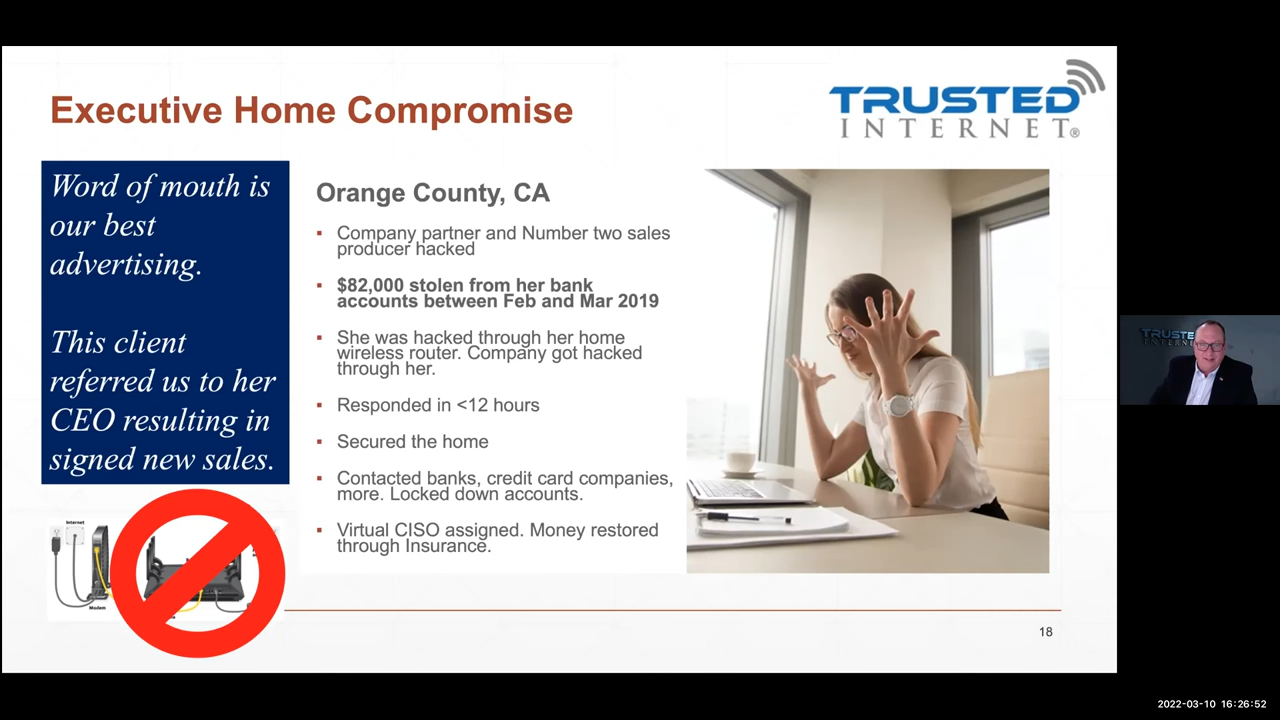 Executive Home Compromise
TRUSTED
INTERNET®
Word of mouth is
our best
advertising.
This client
referred us to her
CEO resulting in
signed new sales.
Orange County, CA
▪ Company partner and Number two sales
producer hacked
▪ $82,000 stolen from her bank
accounts between Feb and Mar 2019
▪ She was hacked through her home
wireless router. Company got hacked
through her.
▪ Responded in <12 hours
▪ Secured the home
▪ Contacted banks, credit card companies,
more. Locked down accounts.
▪ Virtual CISO assigned. Money restored
through Insurance.
Internet
Modem
18
TRUSTE
INTERNE
2022-03-10 16:26:52